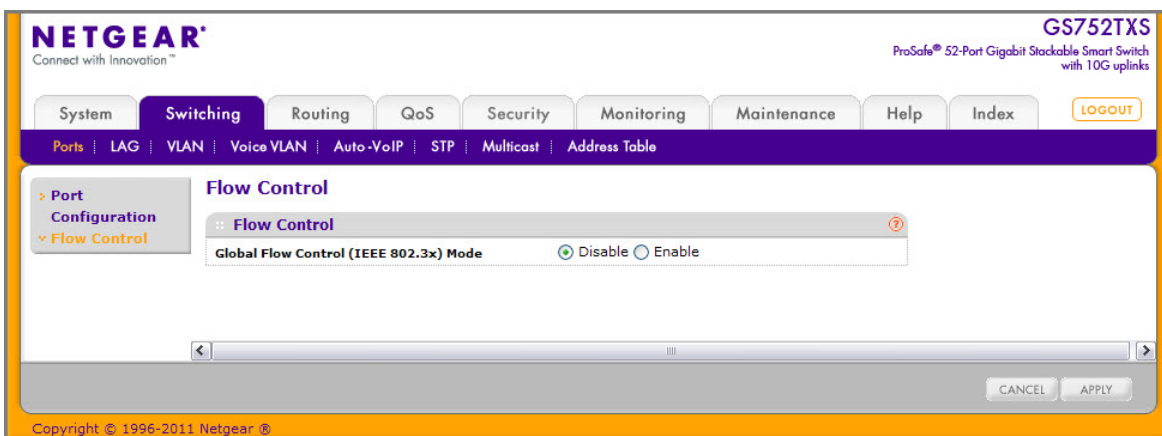 NETGEAR®
Connect with Innovation™
GS752TXS
ProSafe® 52-Port Gigabit Stackable Smart Switch
with 10G uplinks
System Switching Routing QoS Security Monitoring Maintenance Help Index LOGOUT
Ports | LAG | VLAN | Voice VLAN | Auto-VoIP | STP | Multicast | Address Table
Port
Configuration
Flow Control
Flow Control
Flow Control ?
Global Flow Control (IEEE 802.3x) Mode Disable Enable
CANCEL APPLY
Copyright © 1996-2011 Netgear ®